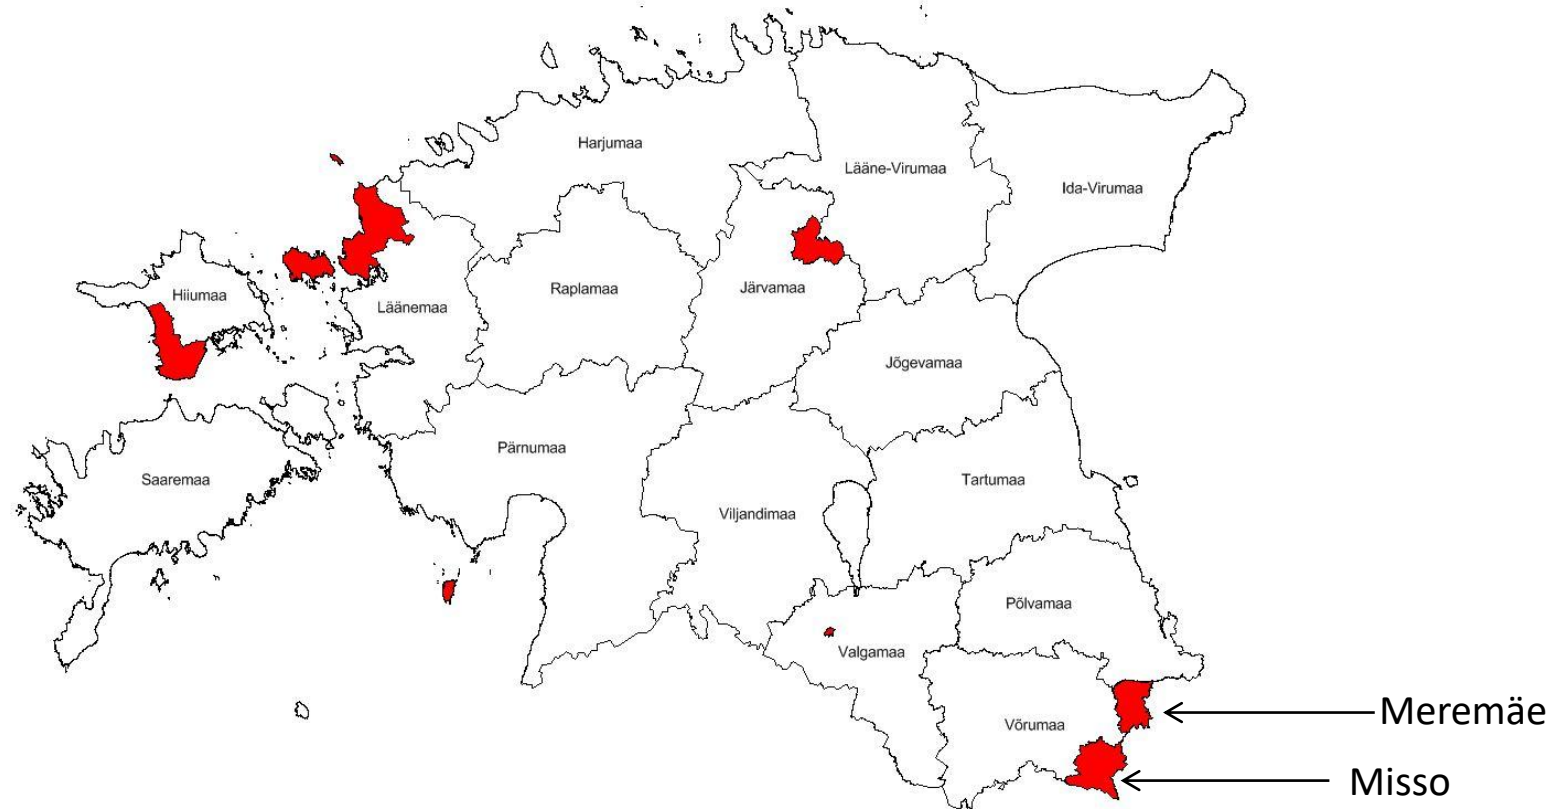 Harjumaa
Lääne-Virumaa
Ida-Virumaa
Hiiumaa
Läänemaa
Raplamaa
Järvamaa
Jõgevamaa
Saaremaa
Pärnumaa
Viljandimaa
Tartumaa
Põlvamaa
Valgamaa
Võrumaa
Meremäe
Misso